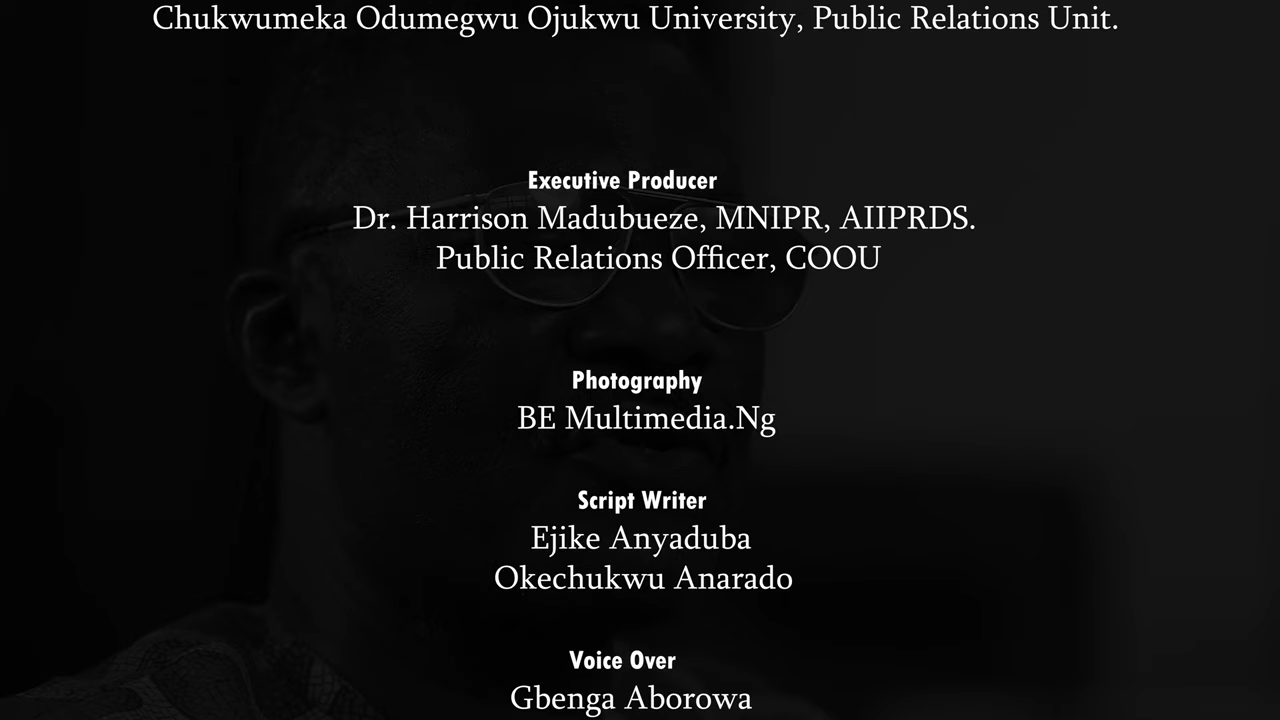 Chukwumeka Odumegwu Ojukwu University, Public Relations Unit.
Executive Producer
Dr. Harrison Madubueze, MNIPR, AIIPRDS.
Public Relations Officer, COOU
Photography
BE Multimedia.Ng
Script Writer
Ejike Anyaduba
Okechukwu Anarado
Voice Over
Gbenga Aborowa